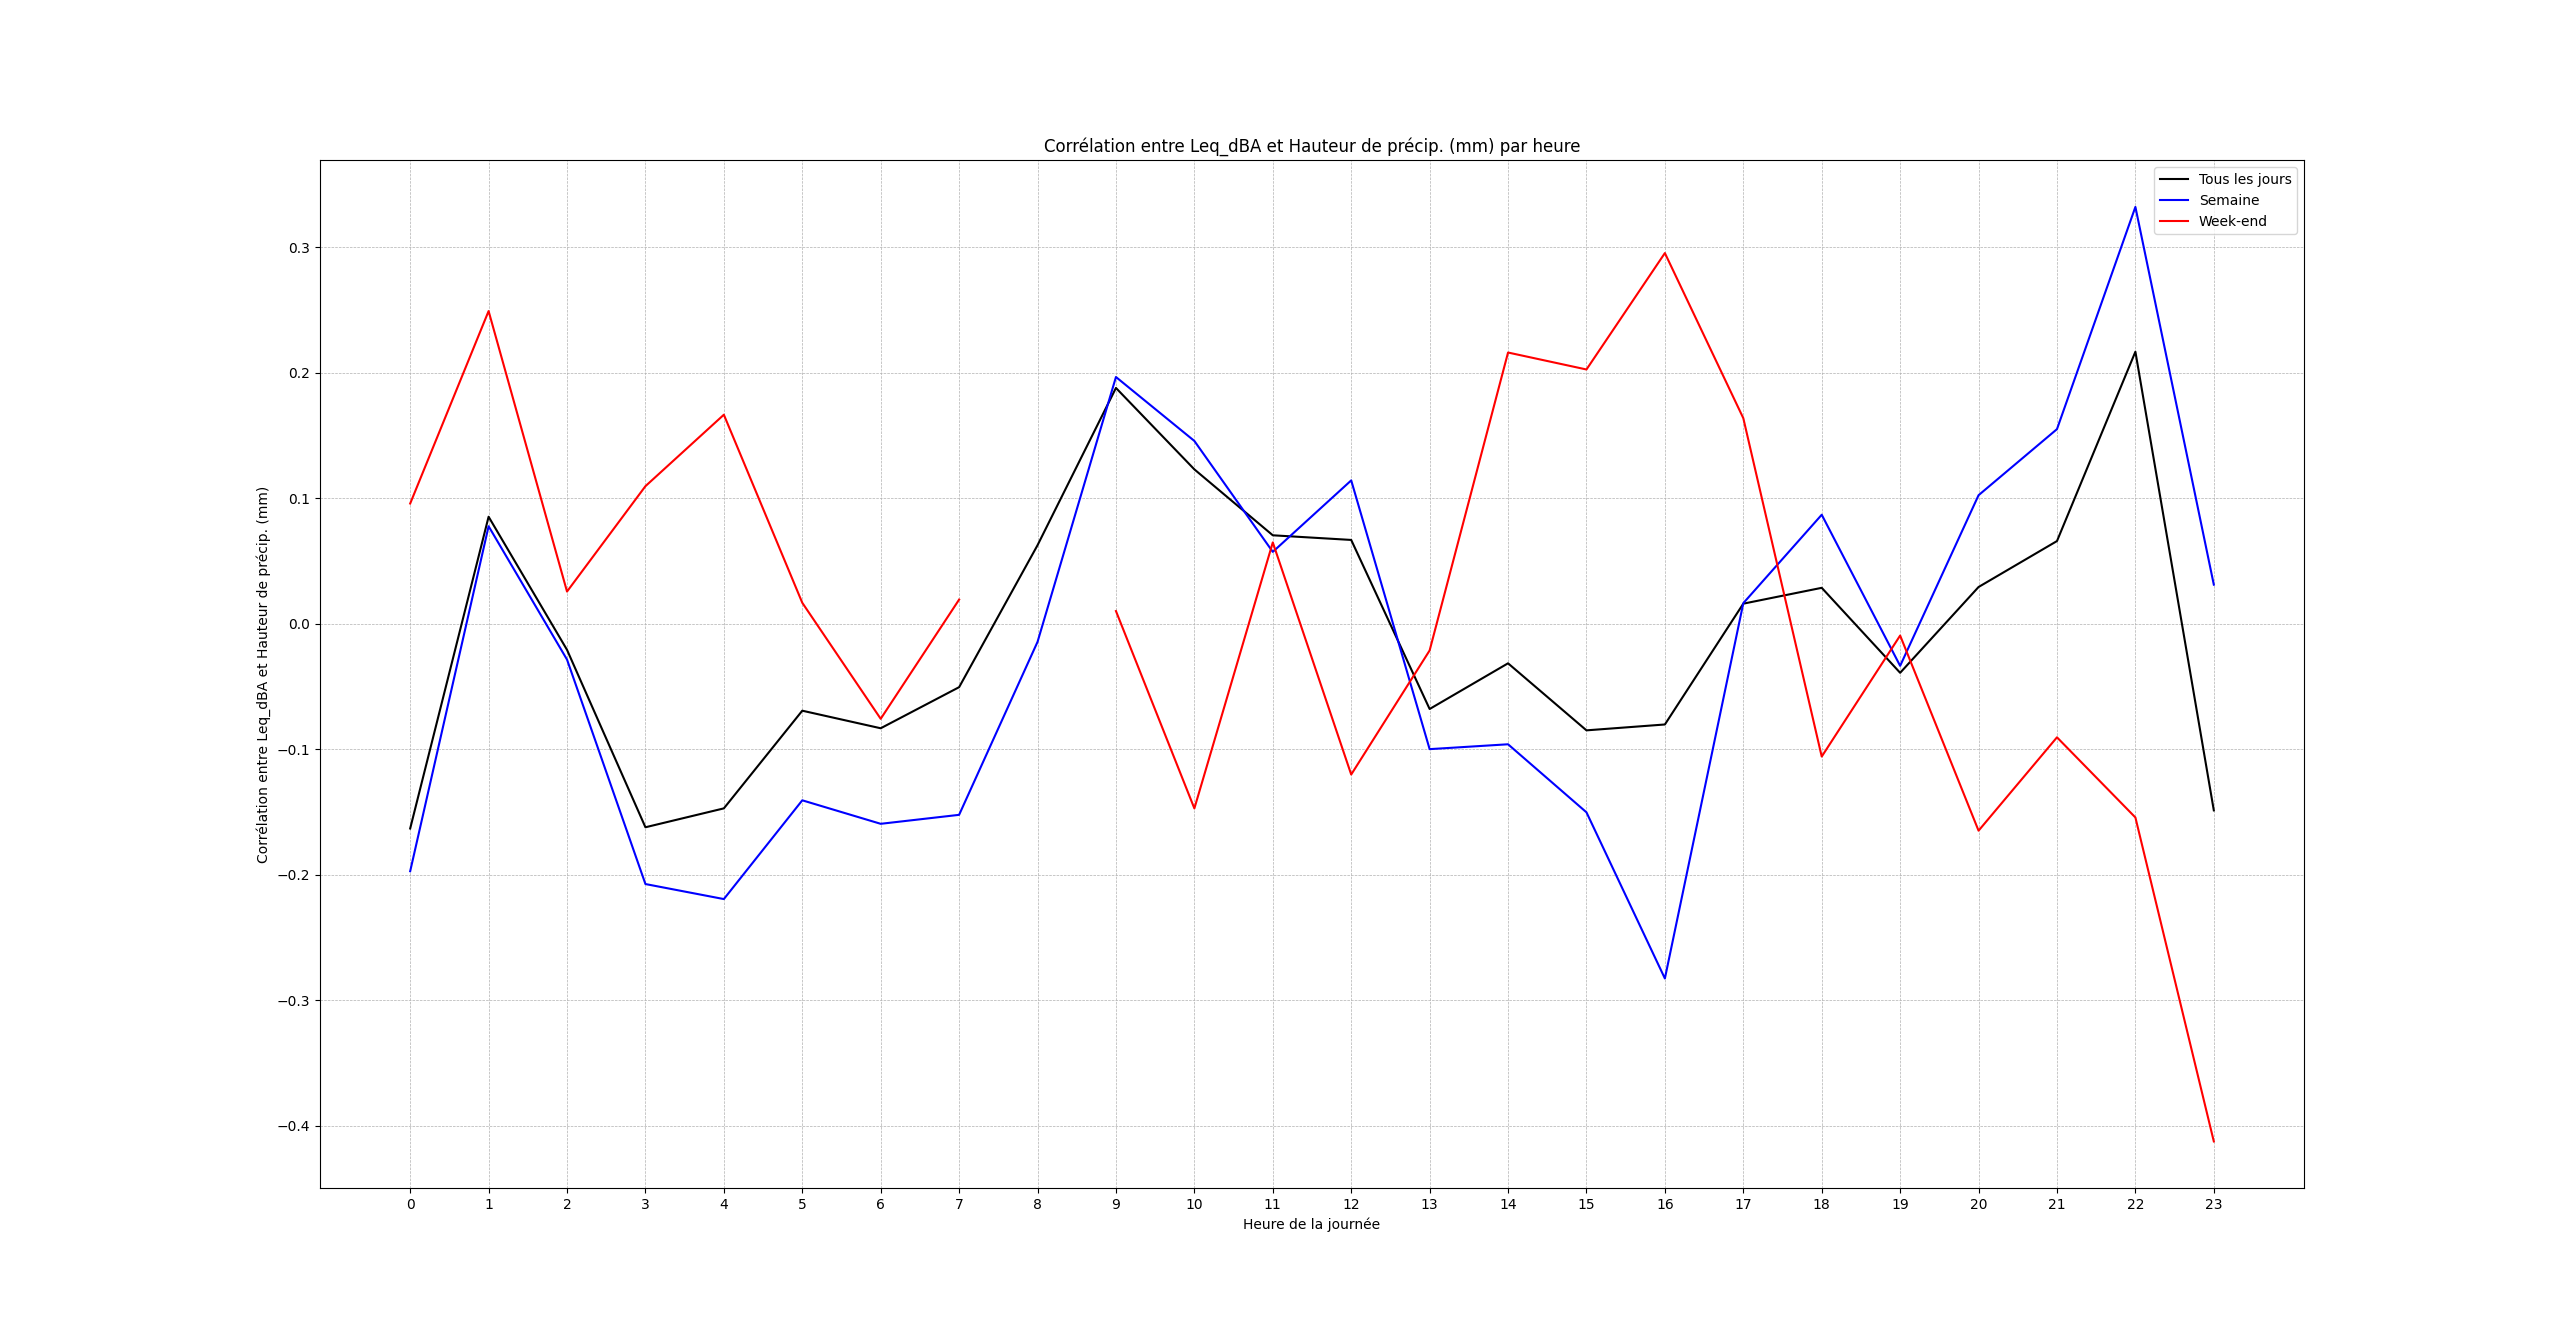 Corrélation entre Leq_dBA et Hauteur de précip. (mm) par heure
Tous les jours
Semaine
Week-end
Corrélation entre Leq_dBA et Hauteur de précip. (mm)
0.3
0.2
0.1
0.0
−0.1
−0.2
−0.3
−0.4
0 1 2 3 4 5 6 7 8 9 10 11 12 13 14 15 16 17 18 19 20 21 22 23
Heure de la journée